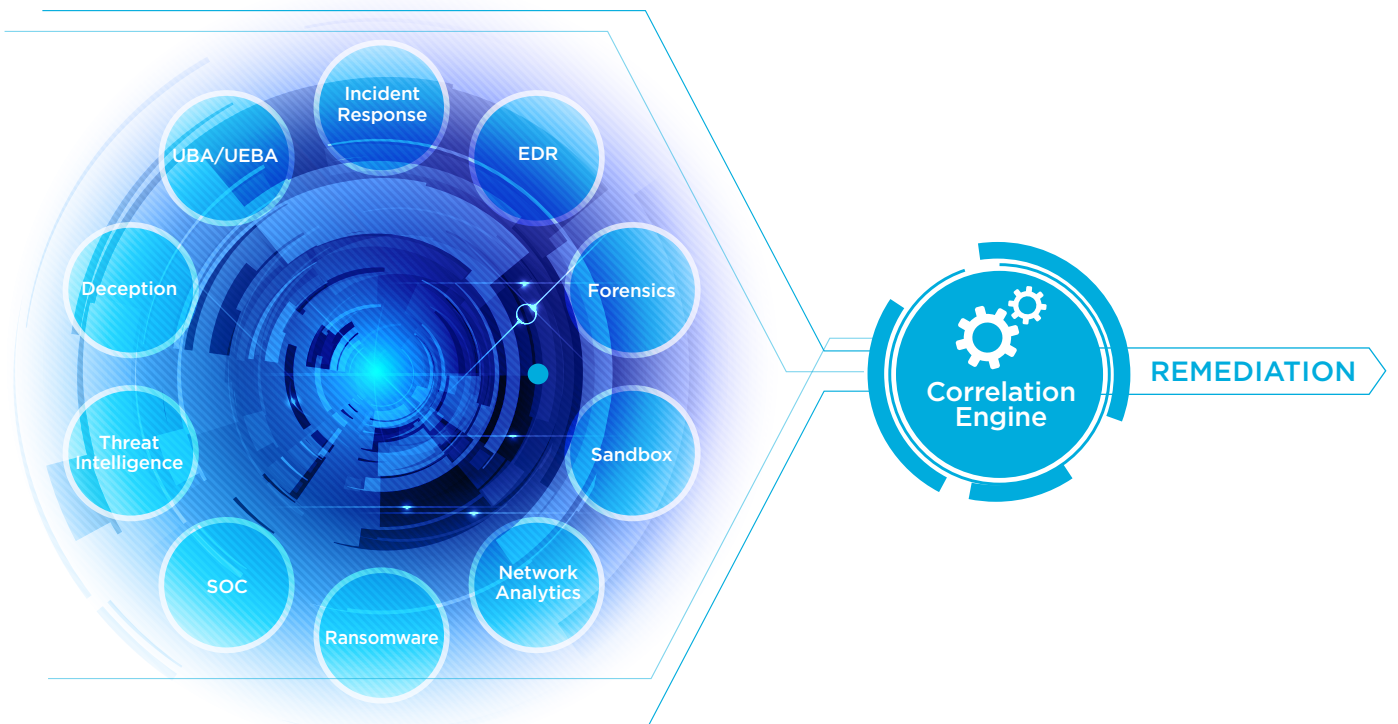 Incident
Response
EDR
Forensics
Sandbox
Network
Analytics
Ransomware
SOC
Threat
Intelligence
Deception
UBA/UEBA
Correlation
Engine
REMEDIATION